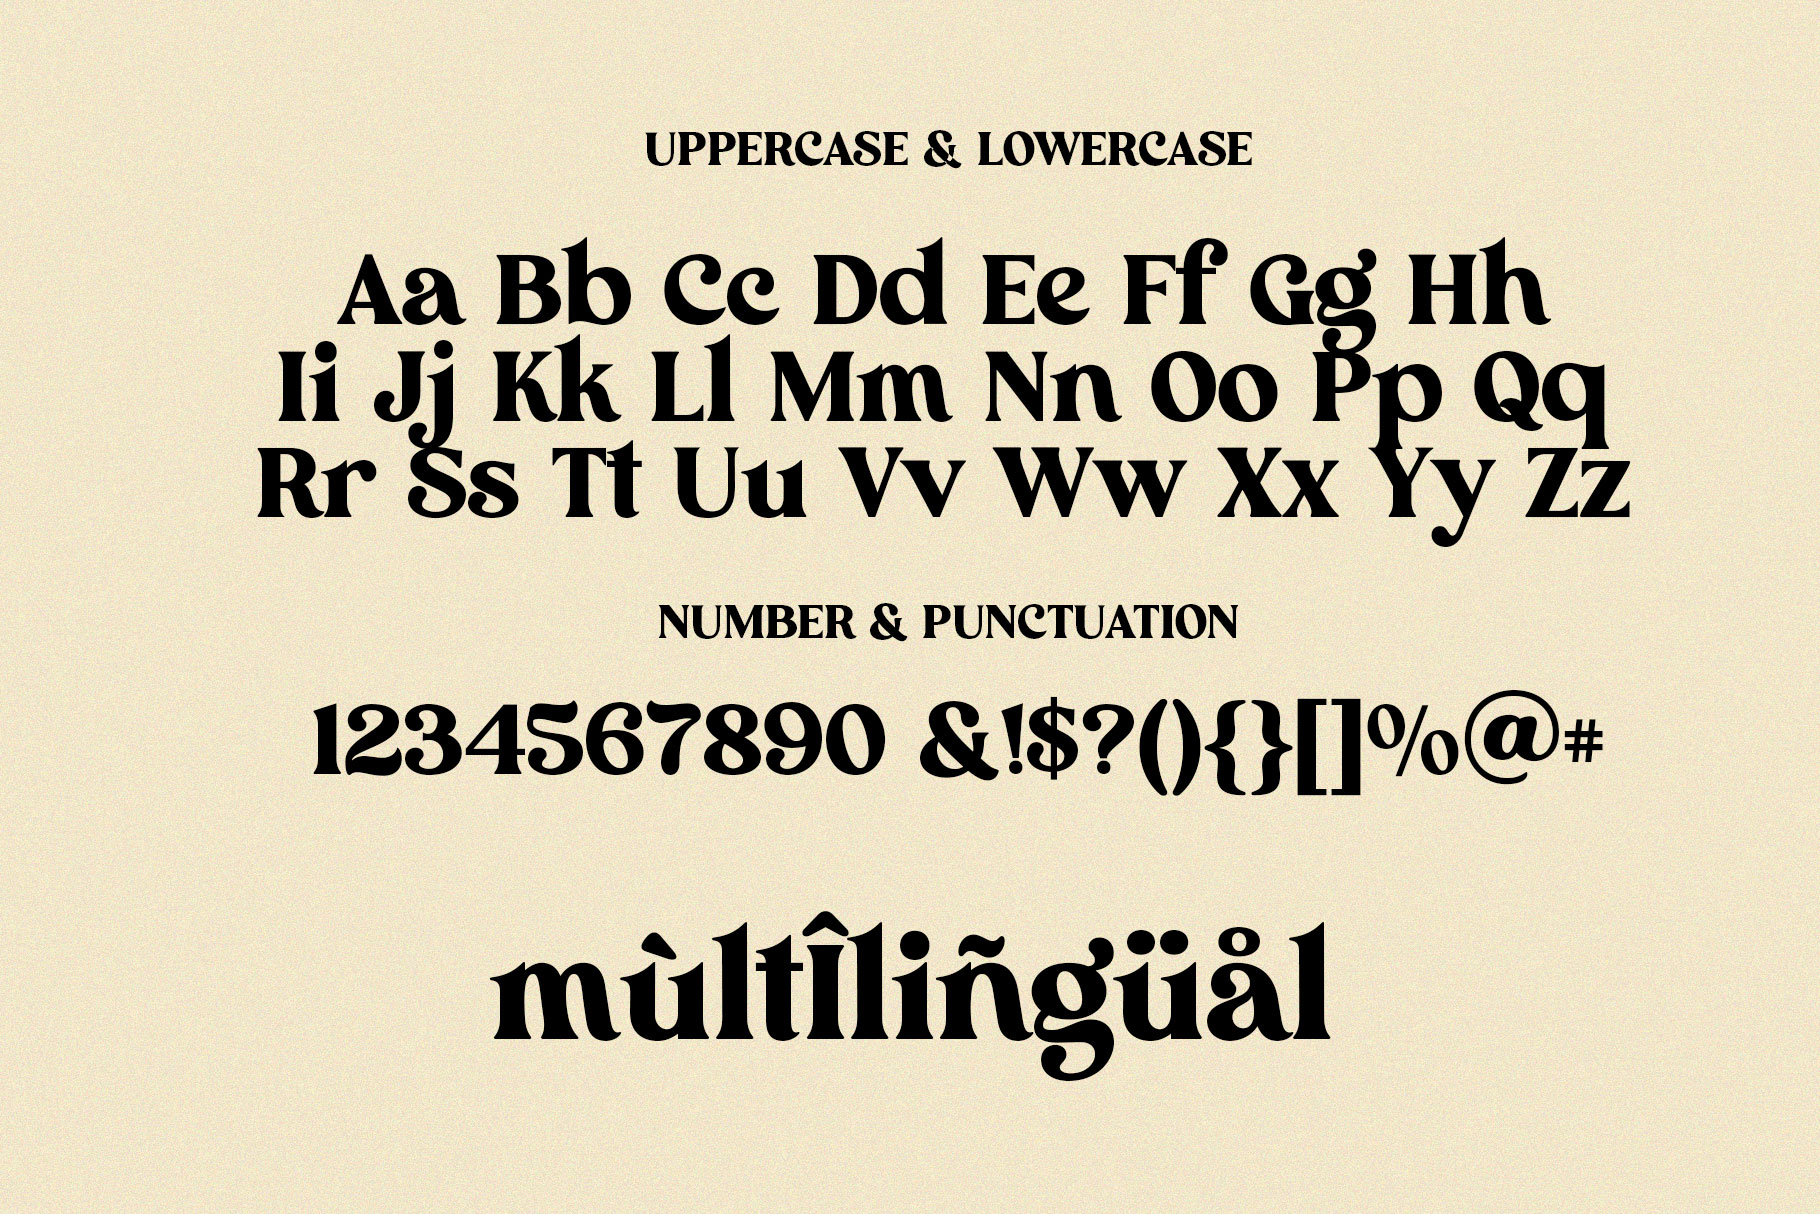 UPPERCASE & LOWERCASE
Aa Bb Cc Dd Ee Ff Gg Hh
Ii Jj Kk Ll Mm Nn Oo Pp Qq
Rr Ss Tt Uu Vv Ww Xx Yy Zz
NUMBER & PUNCTUATION
1234567890 &!$?(){}[]%@#
mùltÎliñgüål